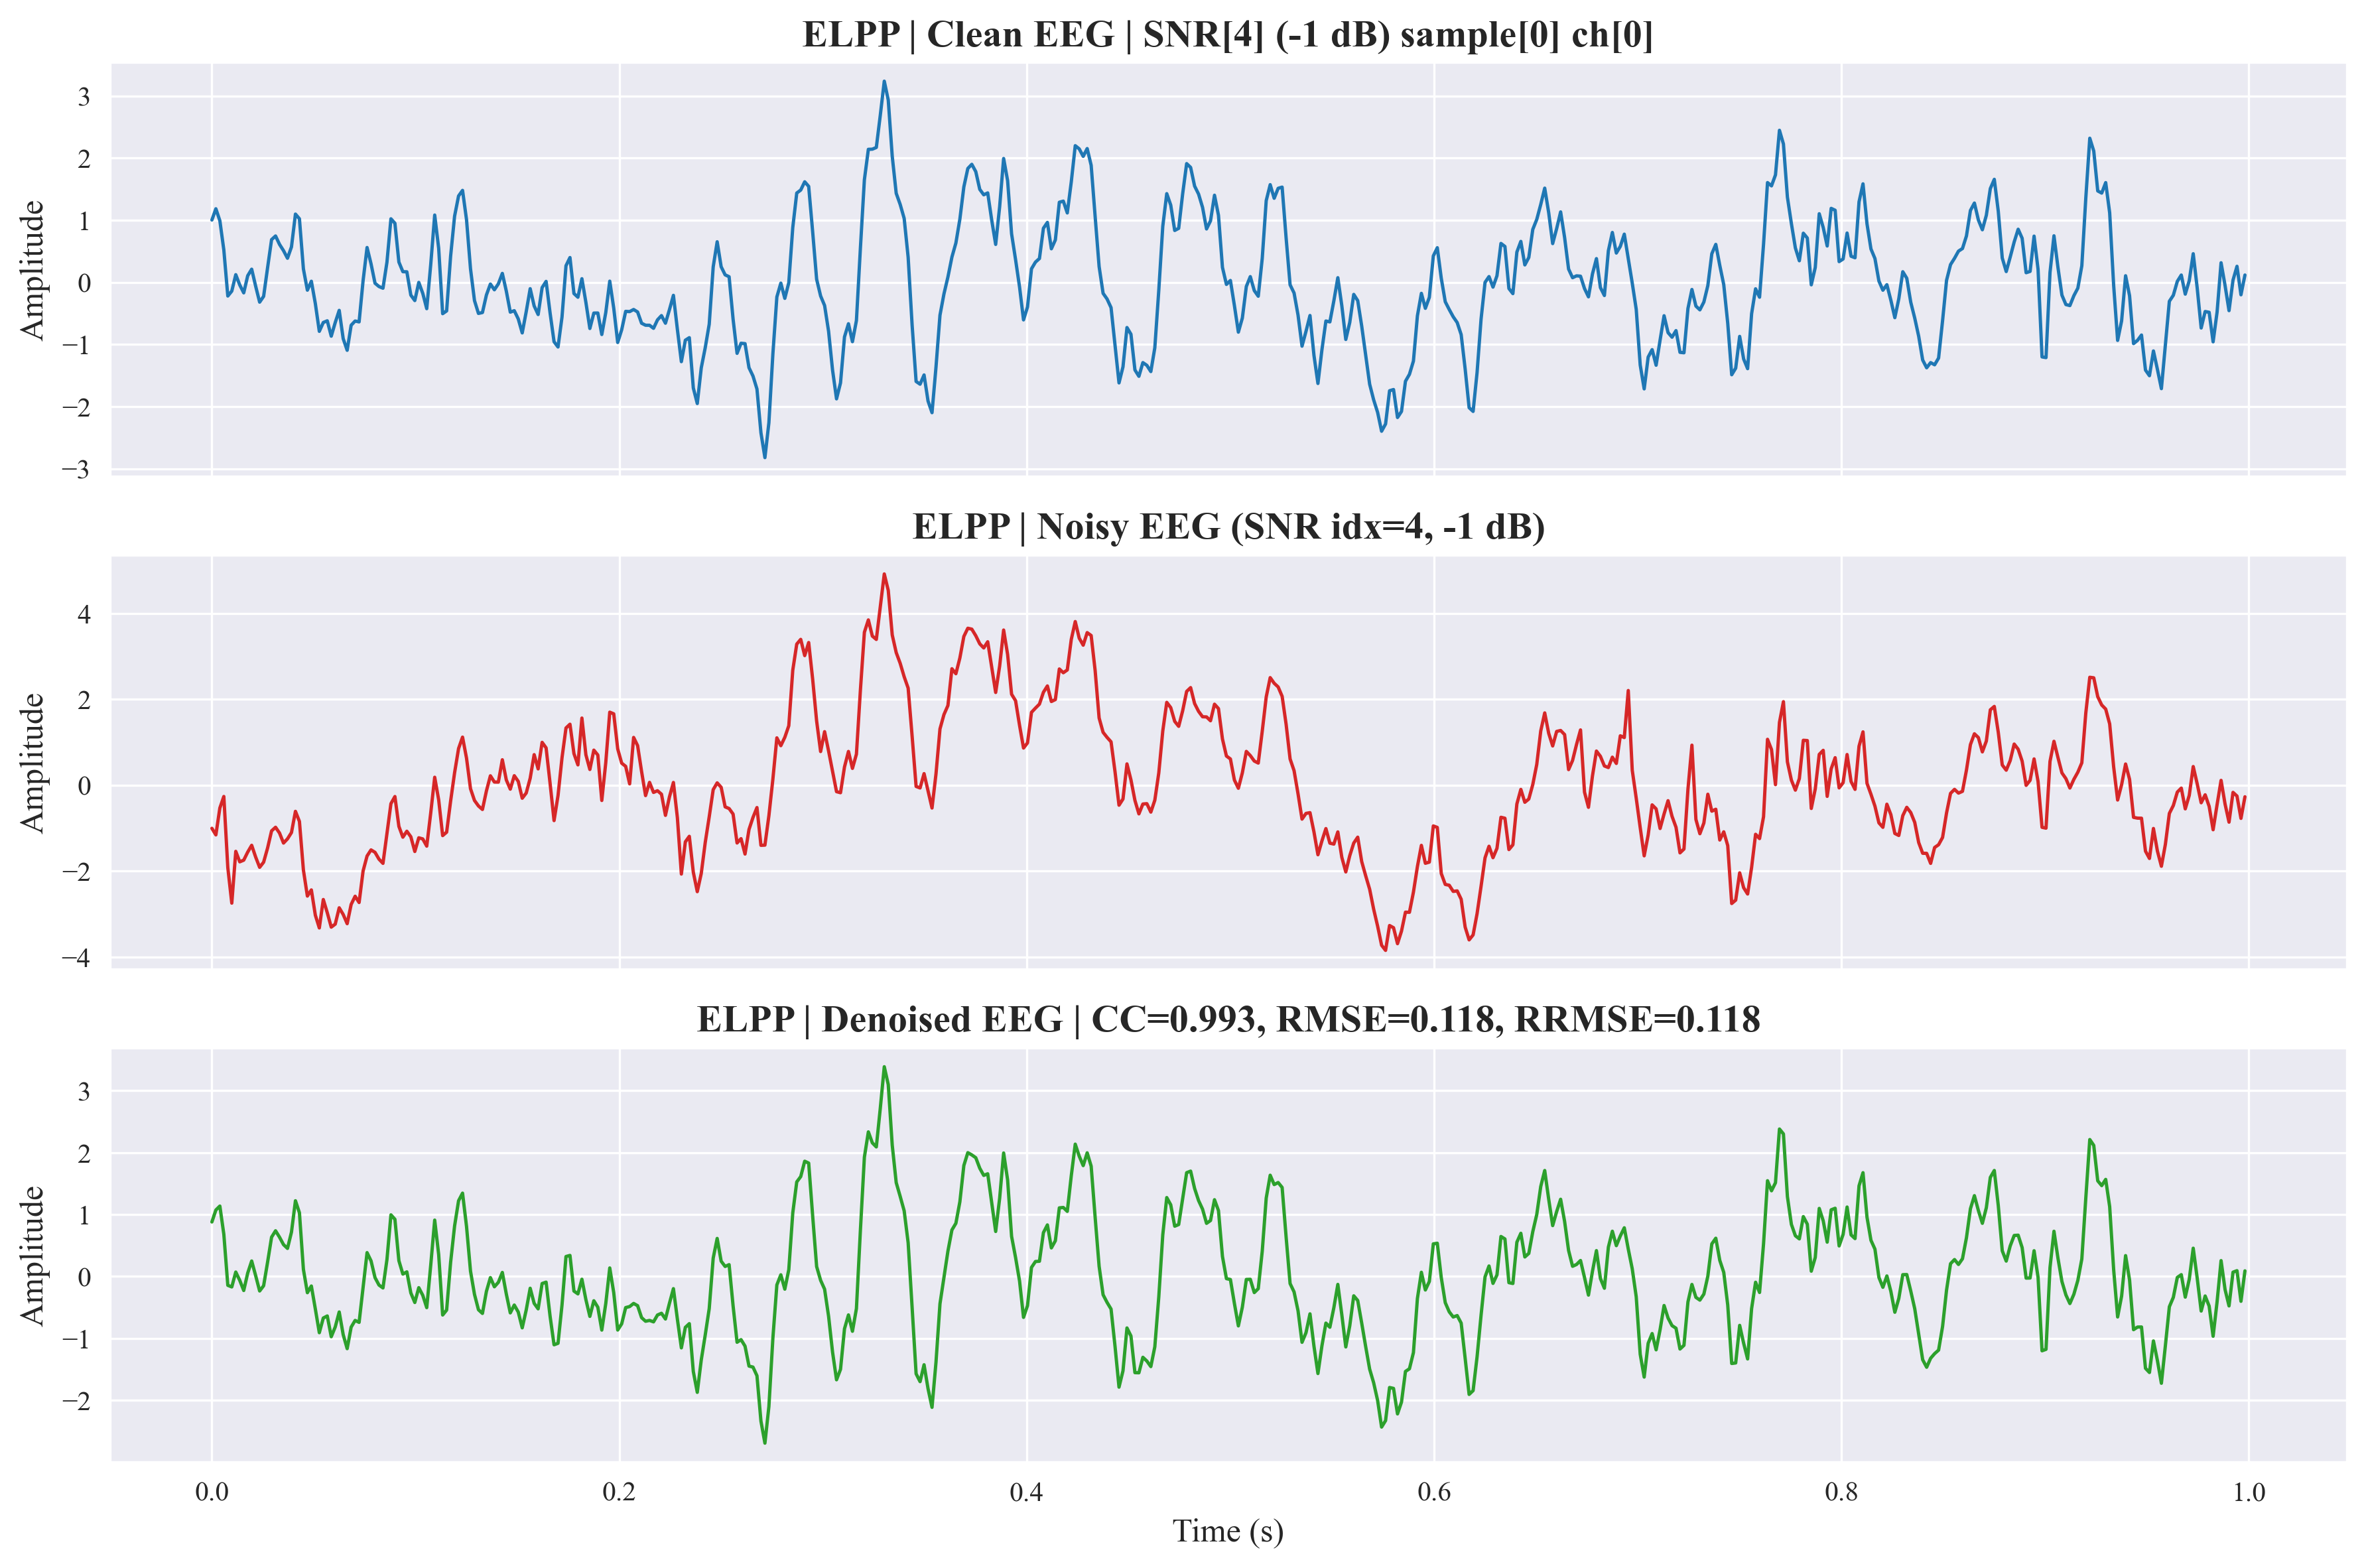 ELPP | Clean EEG | SNR[4] (-1 dB) sample[0] ch[0]
3
2
1
0
−1
−2
−3
Amplitude
ELPP | Noisy EEG (SNR idx=4, -1 dB)
4
2
0
−2
−4
Amplitude
ELPP | Denoised EEG | CC=0.993, RMSE=0.118, RRMSE=0.118
3
2
1
0
−1
−2
Amplitude
0.0 0.2 0.4 0.6 0.8 1.0
Time (s)